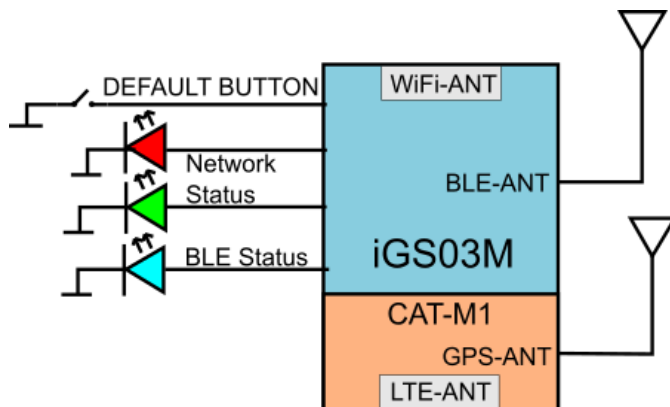 DEFAULT BUTTON
WiFi-ANT
Network
Status
BLE-ANT
BLE Status
iGS03M
CAT-M1
GPS-ANT
LTE-ANT